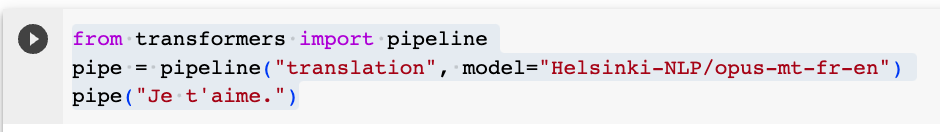 from transformers import pipeline
pipe = pipeline("translation", model="Helsinki-NLP/opus-mt-fr-en")
pipe("Je t'aime.")